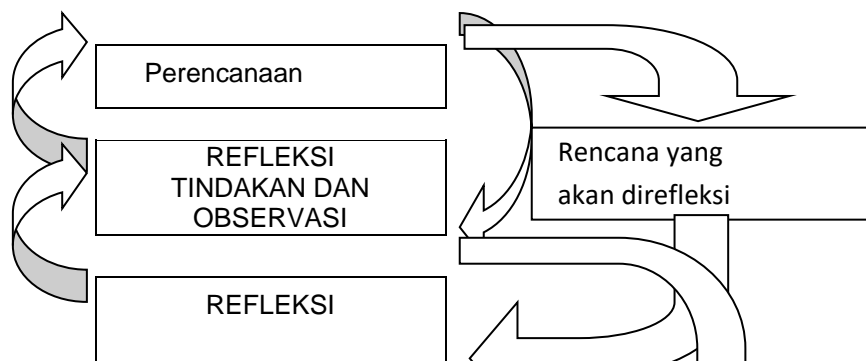 Perencanaan
REFLEKSI
TINDAKAN DAN
OBSERVASI
Rencana yang
akan direfleksi
REFLEKSI